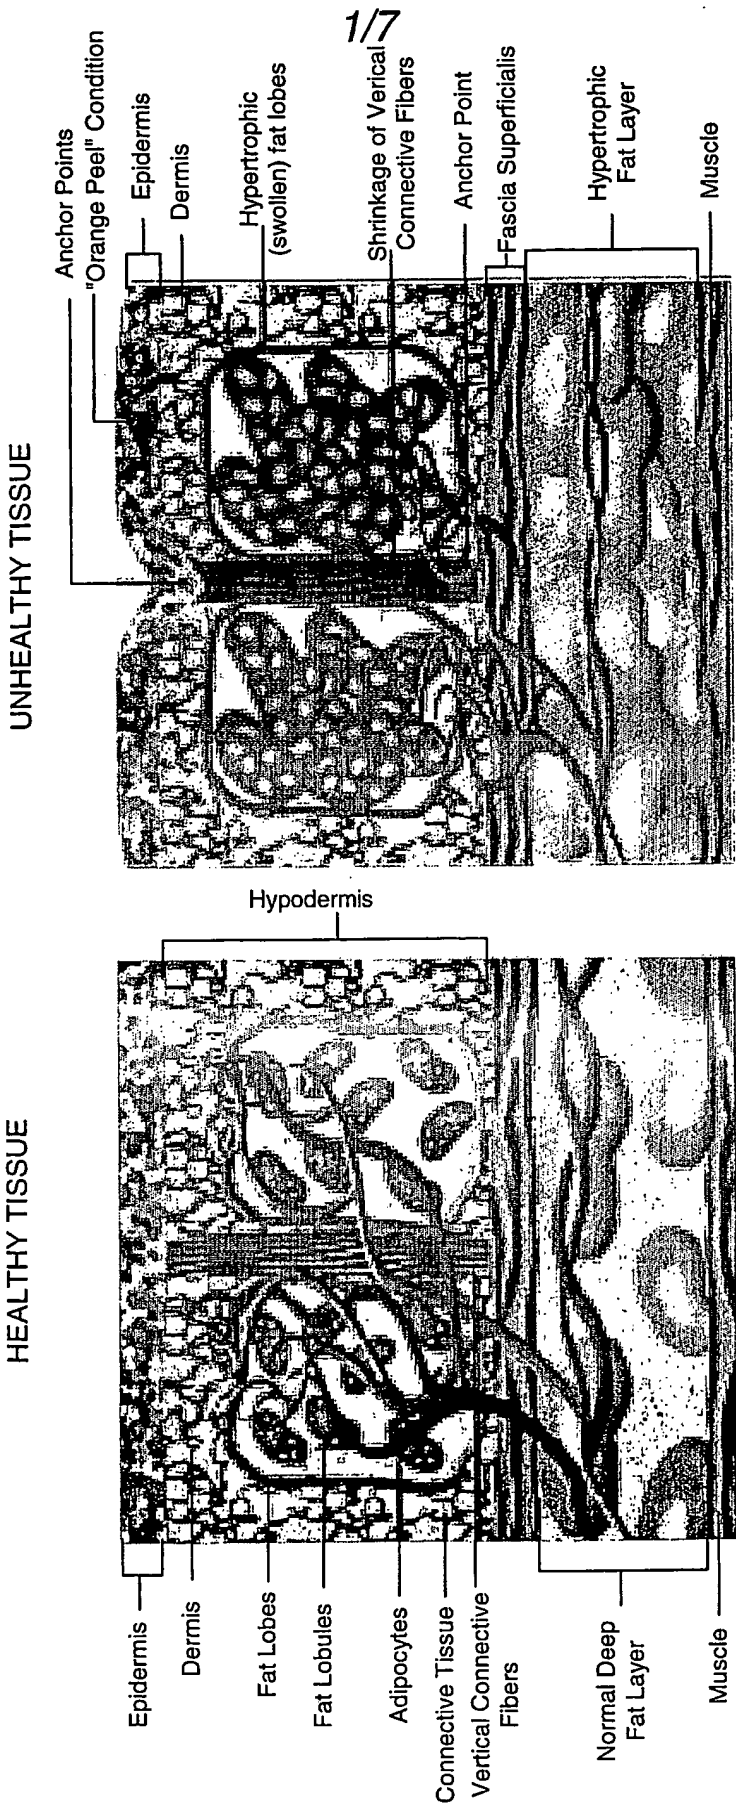 1/7
HEALTHY TISSUE
Epidermis
Dermis
Fat Lobes
Fat Lobules
Adipocytes
Connective Tissue
Vertical Connective
Fibers
Normal Deep
Fat Layer
Muscle
Hypodermis
UNHEALTHY TISSUE
Anchor Points
"Orange Peel" Condition
Epidermis
Dermis
Hypertrophic
(swollen) fat lobes
Shrinkage of Verical
Connective Fibers
Anchor Point
Fascia Superficialis
Hypertrophic
Fat Layer
Muscle